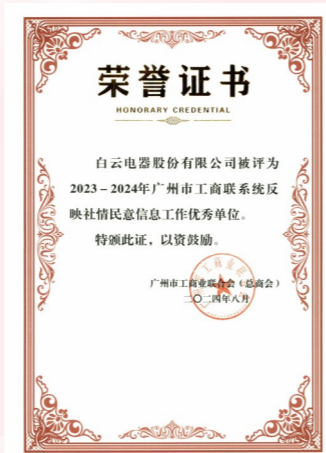 荣誉证书
HONORARY CREDENTIAL
白云电器股份有限公司被评为
2023－2024年广州市工商联系统反
映社情民意信息工作优秀单位。
特颁此证，以资鼓励。
广州市工商业联合会（总商会）
二〇二四年八月